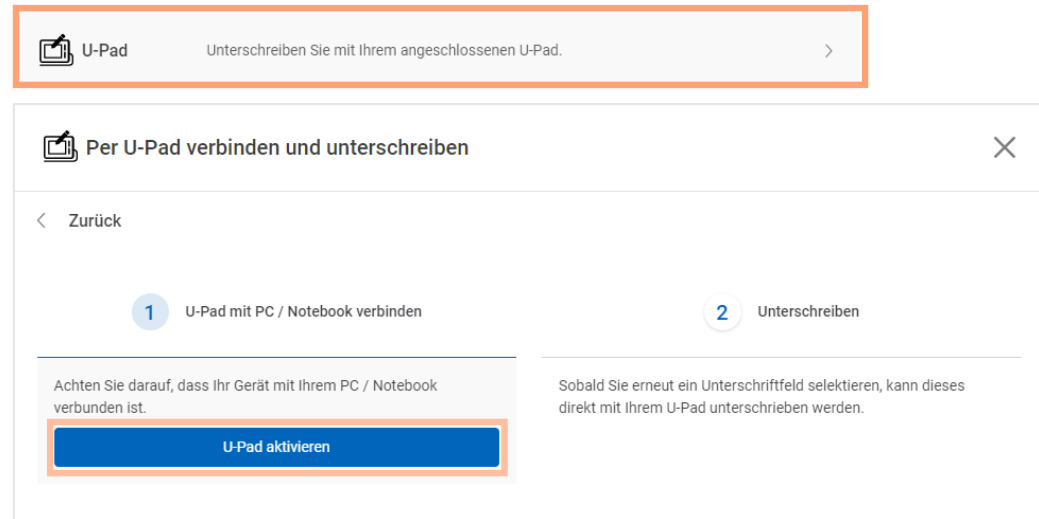 U-Pad Unterschreiben Sie mit Ihrem angeschlossenen U-Pad.
Per U-Pad verbinden und unterschreiben
Zurück
1 U-Pad mit PC / Notebook verbinden
Achten Sie darauf, dass Ihr Gerät mit Ihrem PC / Notebook
verbunden ist.
U-Pad aktivieren
2 Unterschreiben
Sobald Sie erneut ein Unterschriftfeld selektieren, kann dieses
direkt mit Ihrem U-Pad unterschrieben werden.